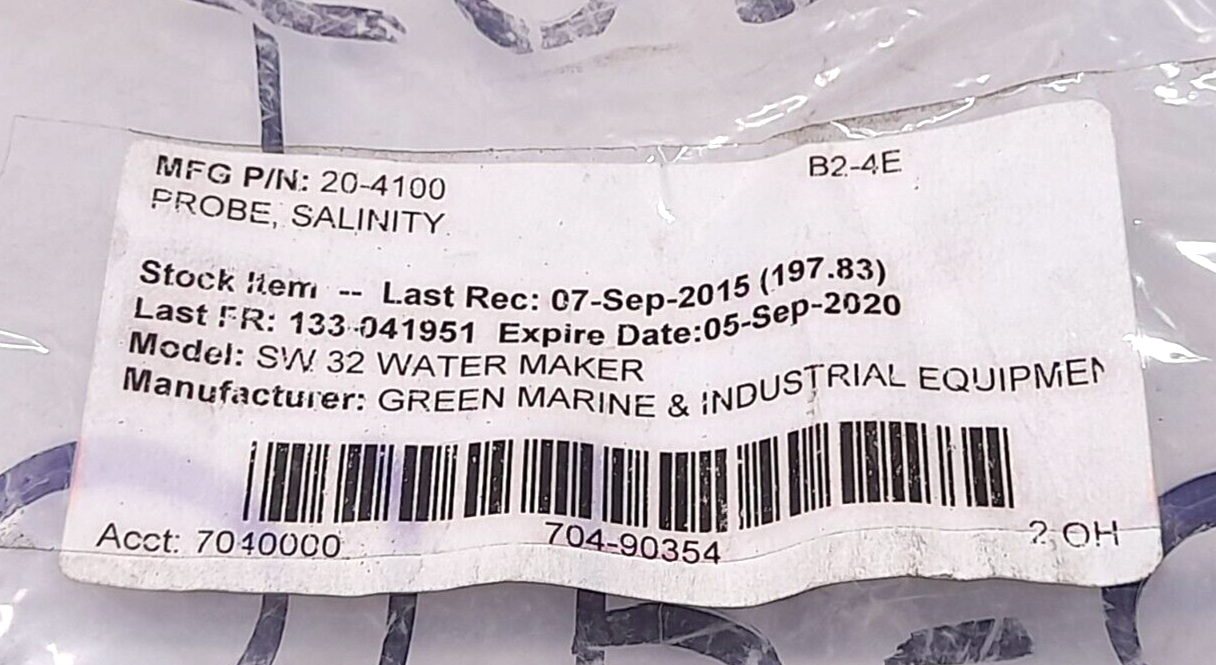 MFG P/N: 20-4100
B2-4E
PROBE, SALINITY
Stock Item -- Last Rec: 07-Sep-2015 (197.83)
Last FR: 133-041951 Expire Date:05-Sep-2020
Model: SW 32 WATER MAKER
Manufacturer: GREEN MARINE & INDUSTRIAL EQUIPMEN
704-90354
Acct: 7040000
OH